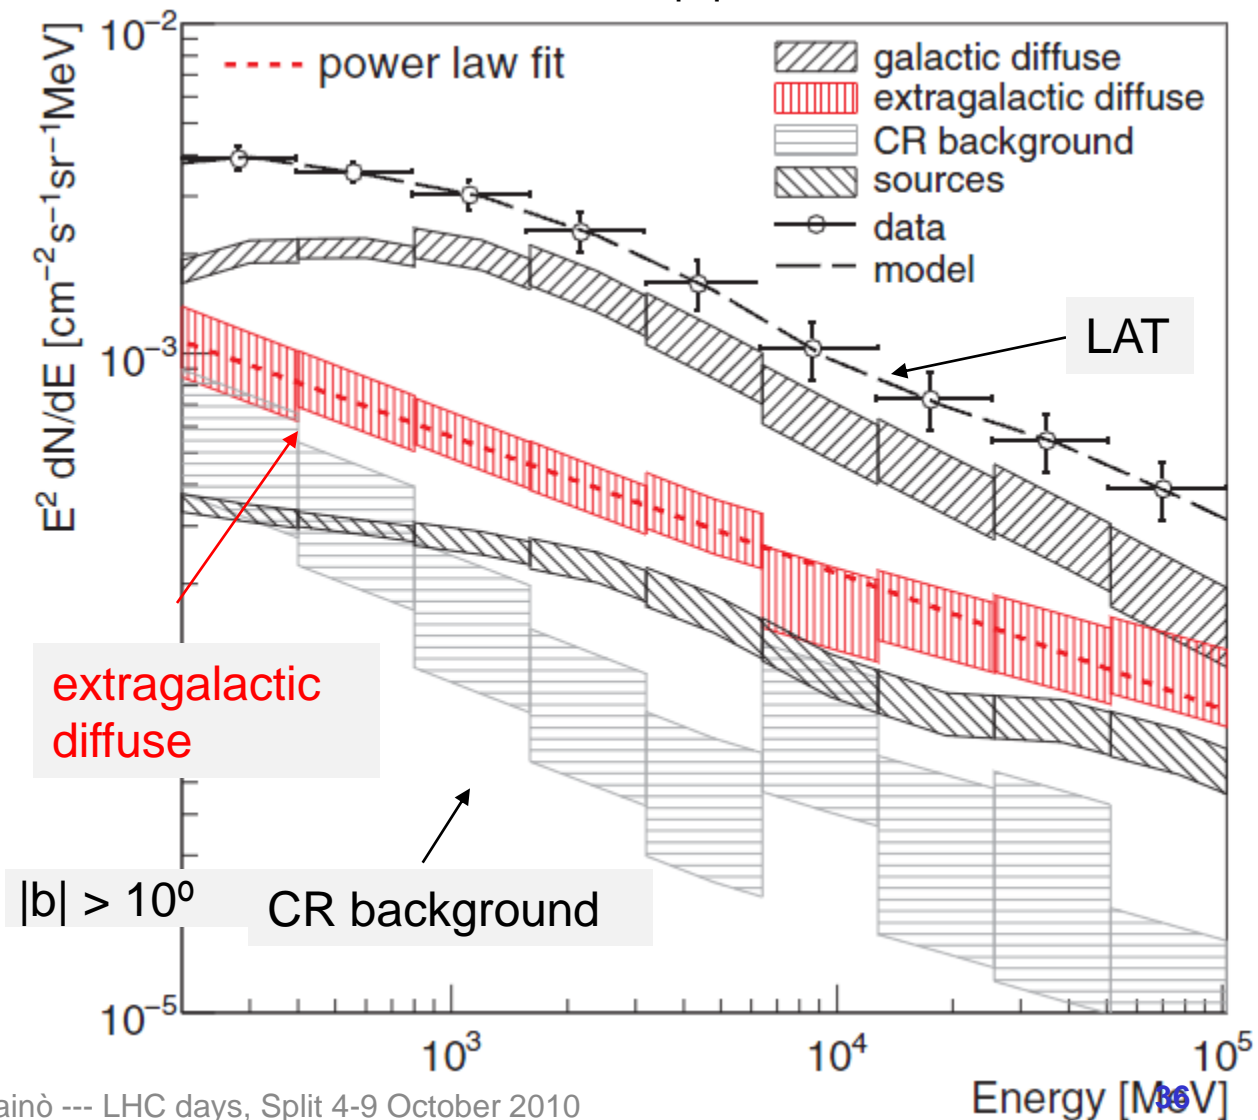 10−2
power law fit
galactic diffuse
extragalactic diffuse
CR background
sources
data
model
LAT
E2 dN/dE [cm−2s−1sr−1MeV]
10−3
extragalactic
diffuse
|b| > 10º
CR background
10−5
103
104
105
Energy [MeV]
ainò --- LHC days, Split 4-9 October 2010
36